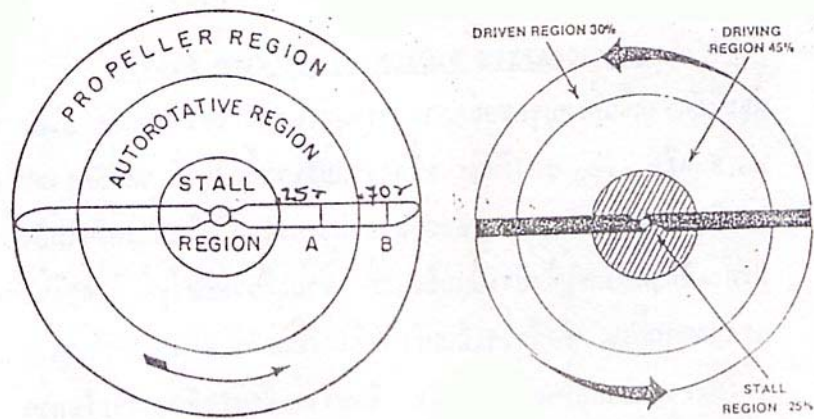 PROPELLER REGION
AUTOROTATIVE REGION
STALL
REGION
.25r
.70r
A
B
DRIVEN REGION 30%
DRIVING
REGION 45%
STALL
REGION 25%